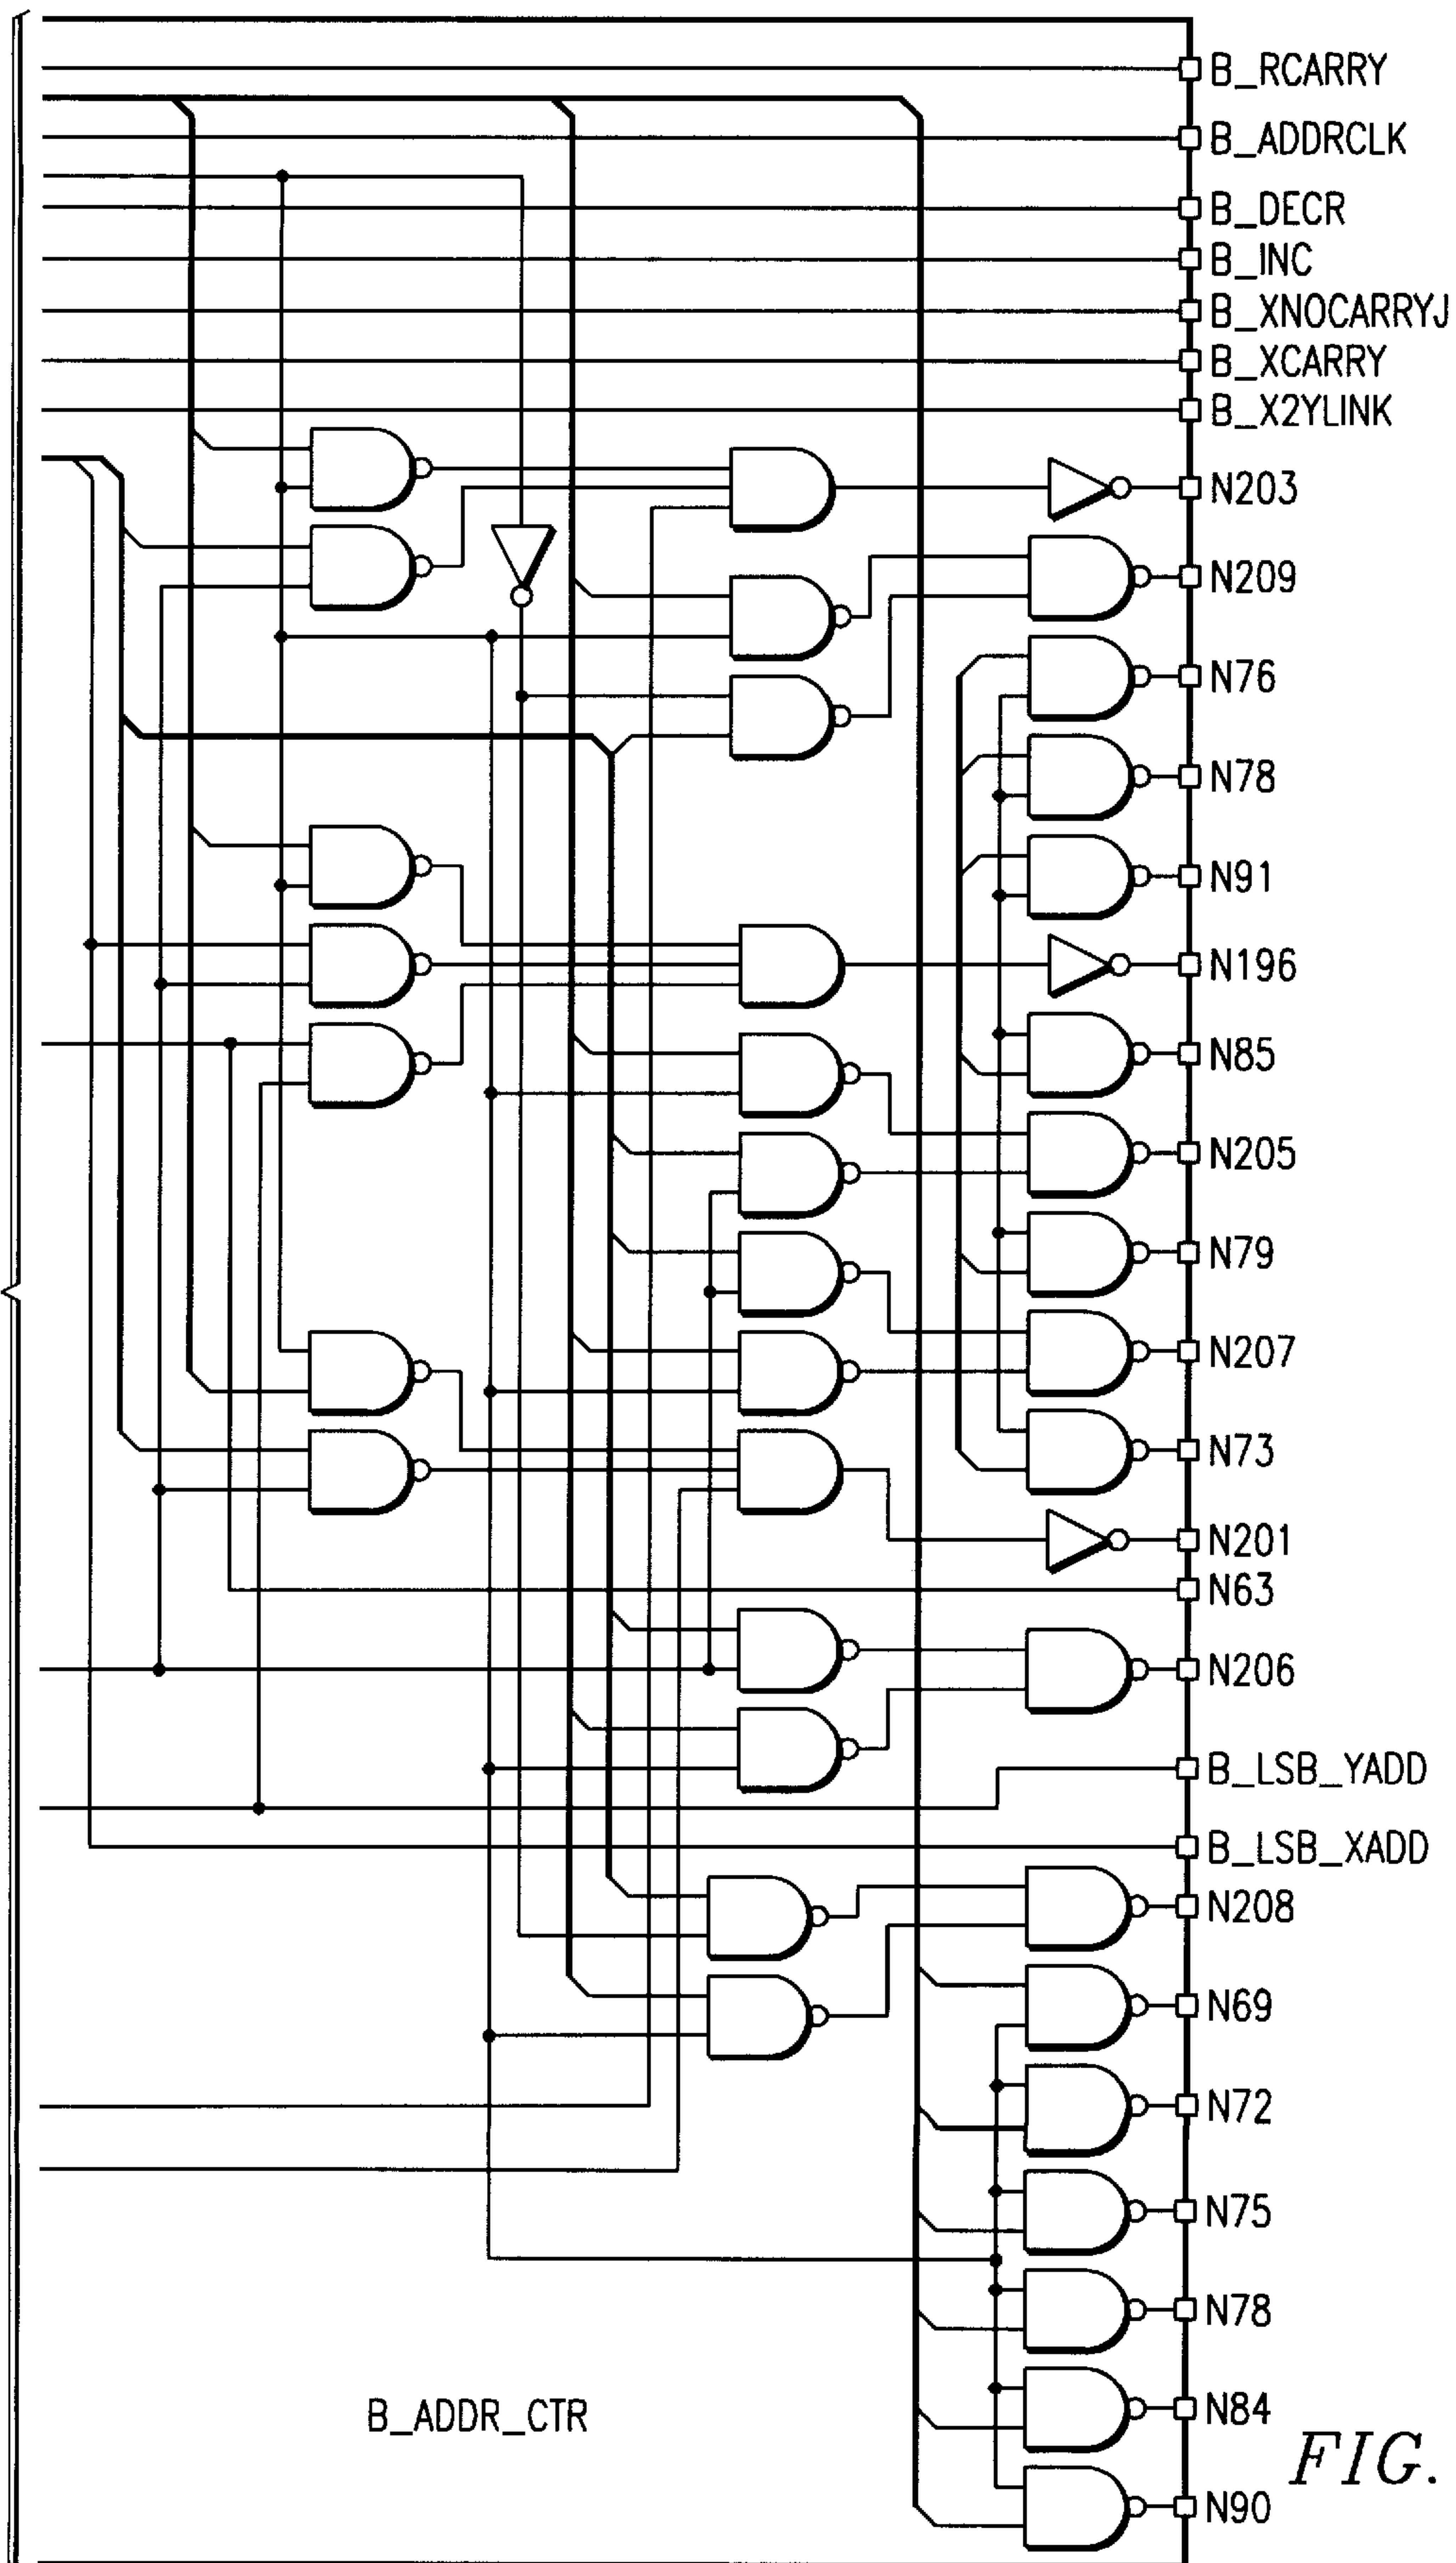 B_RCARRY
B_ADDRCLK
B_DECR
B_INC
B_XNOCARRYJ
B_XCARRY
B_X2YLINK
N203
N209
N76
N78
N91
N196
N85
N205
N79
N207
N73
N201
N63
N206
B_LSB_YADD
B_LSB_XADD
N208
N69
N72
N75
N78
N84
N90
B_ADDR_CTR
FIG.